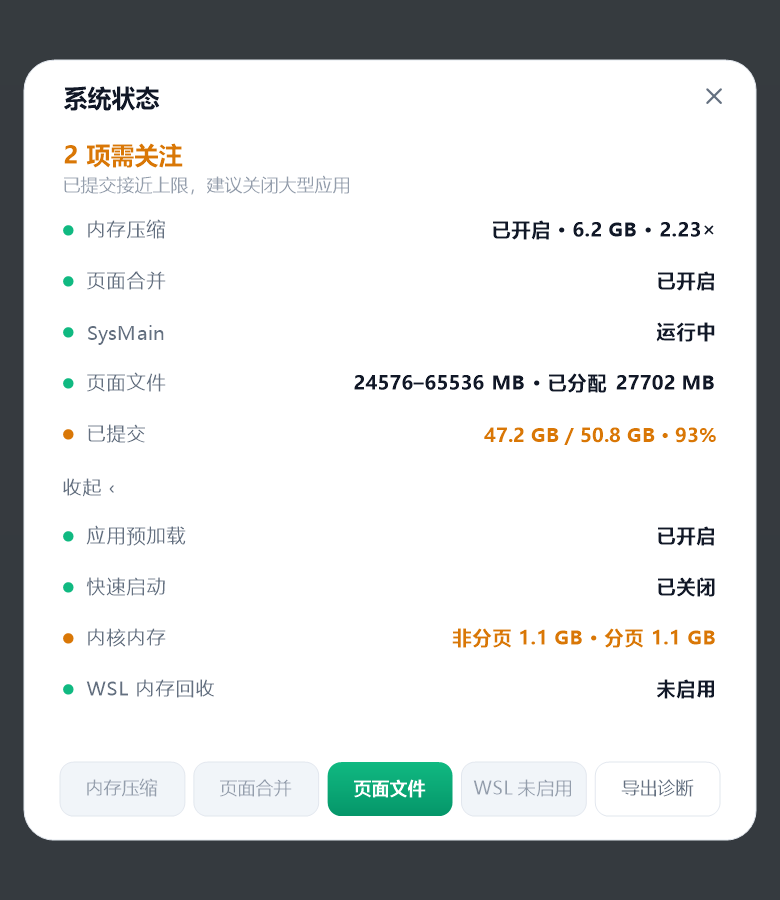 系统状态
2 项需关注
已提交接近上限，建议关闭大型应用
内存压缩 已开启 • 6.2 GB • 2.23×
页面合并 已开启
SysMain 运行中
页面文件 24576–65536 MB • 已分配 27702 MB
已提交 47.2 GB / 50.8 GB • 93%
收起 ‹
应用预加载 已开启
快速启动 已关闭
内核内存 非分页 1.1 GB • 分页 1.1 GB
WSL 内存回收 未启用
内存压缩 页面合并 页面文件 WSL 未启用 导出诊断